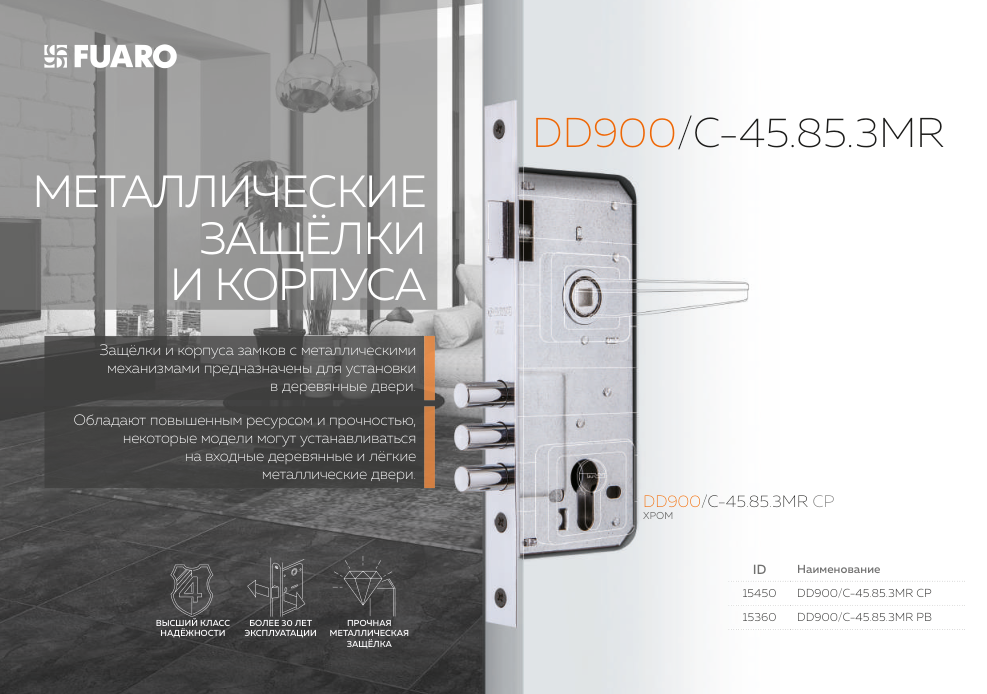 FUARO
DD900/C-45.85.3MR
МЕТАЛЛИЧЕСКИЕ
ЗАЩЁЛКИ
И КОРПУСА
Защёлки и корпуса замков с металлическими
механизмами предназначены для установки
в деревянные двери.
Обладают повышенным ресурсом и прочностью,
некоторые модели могут устанавливаться
на входные деревянные и лёгкие
металлические двери.
DD900/C-45.85.3MR CP
ХРОМ
ID Наименование
15450 DD900/C-45.85.3MR CP
15360 DD900/C-45.85.3MR PB
4
ВЫСШИЙ КЛАСС
НАДЁЖНОСТИ
БОЛЕЕ 30 ЛЕТ
ЭКСПЛУАТАЦИИ
ПРОЧНАЯ
МЕТАЛЛИЧЕСКАЯ
ЗАЩЁЛКА